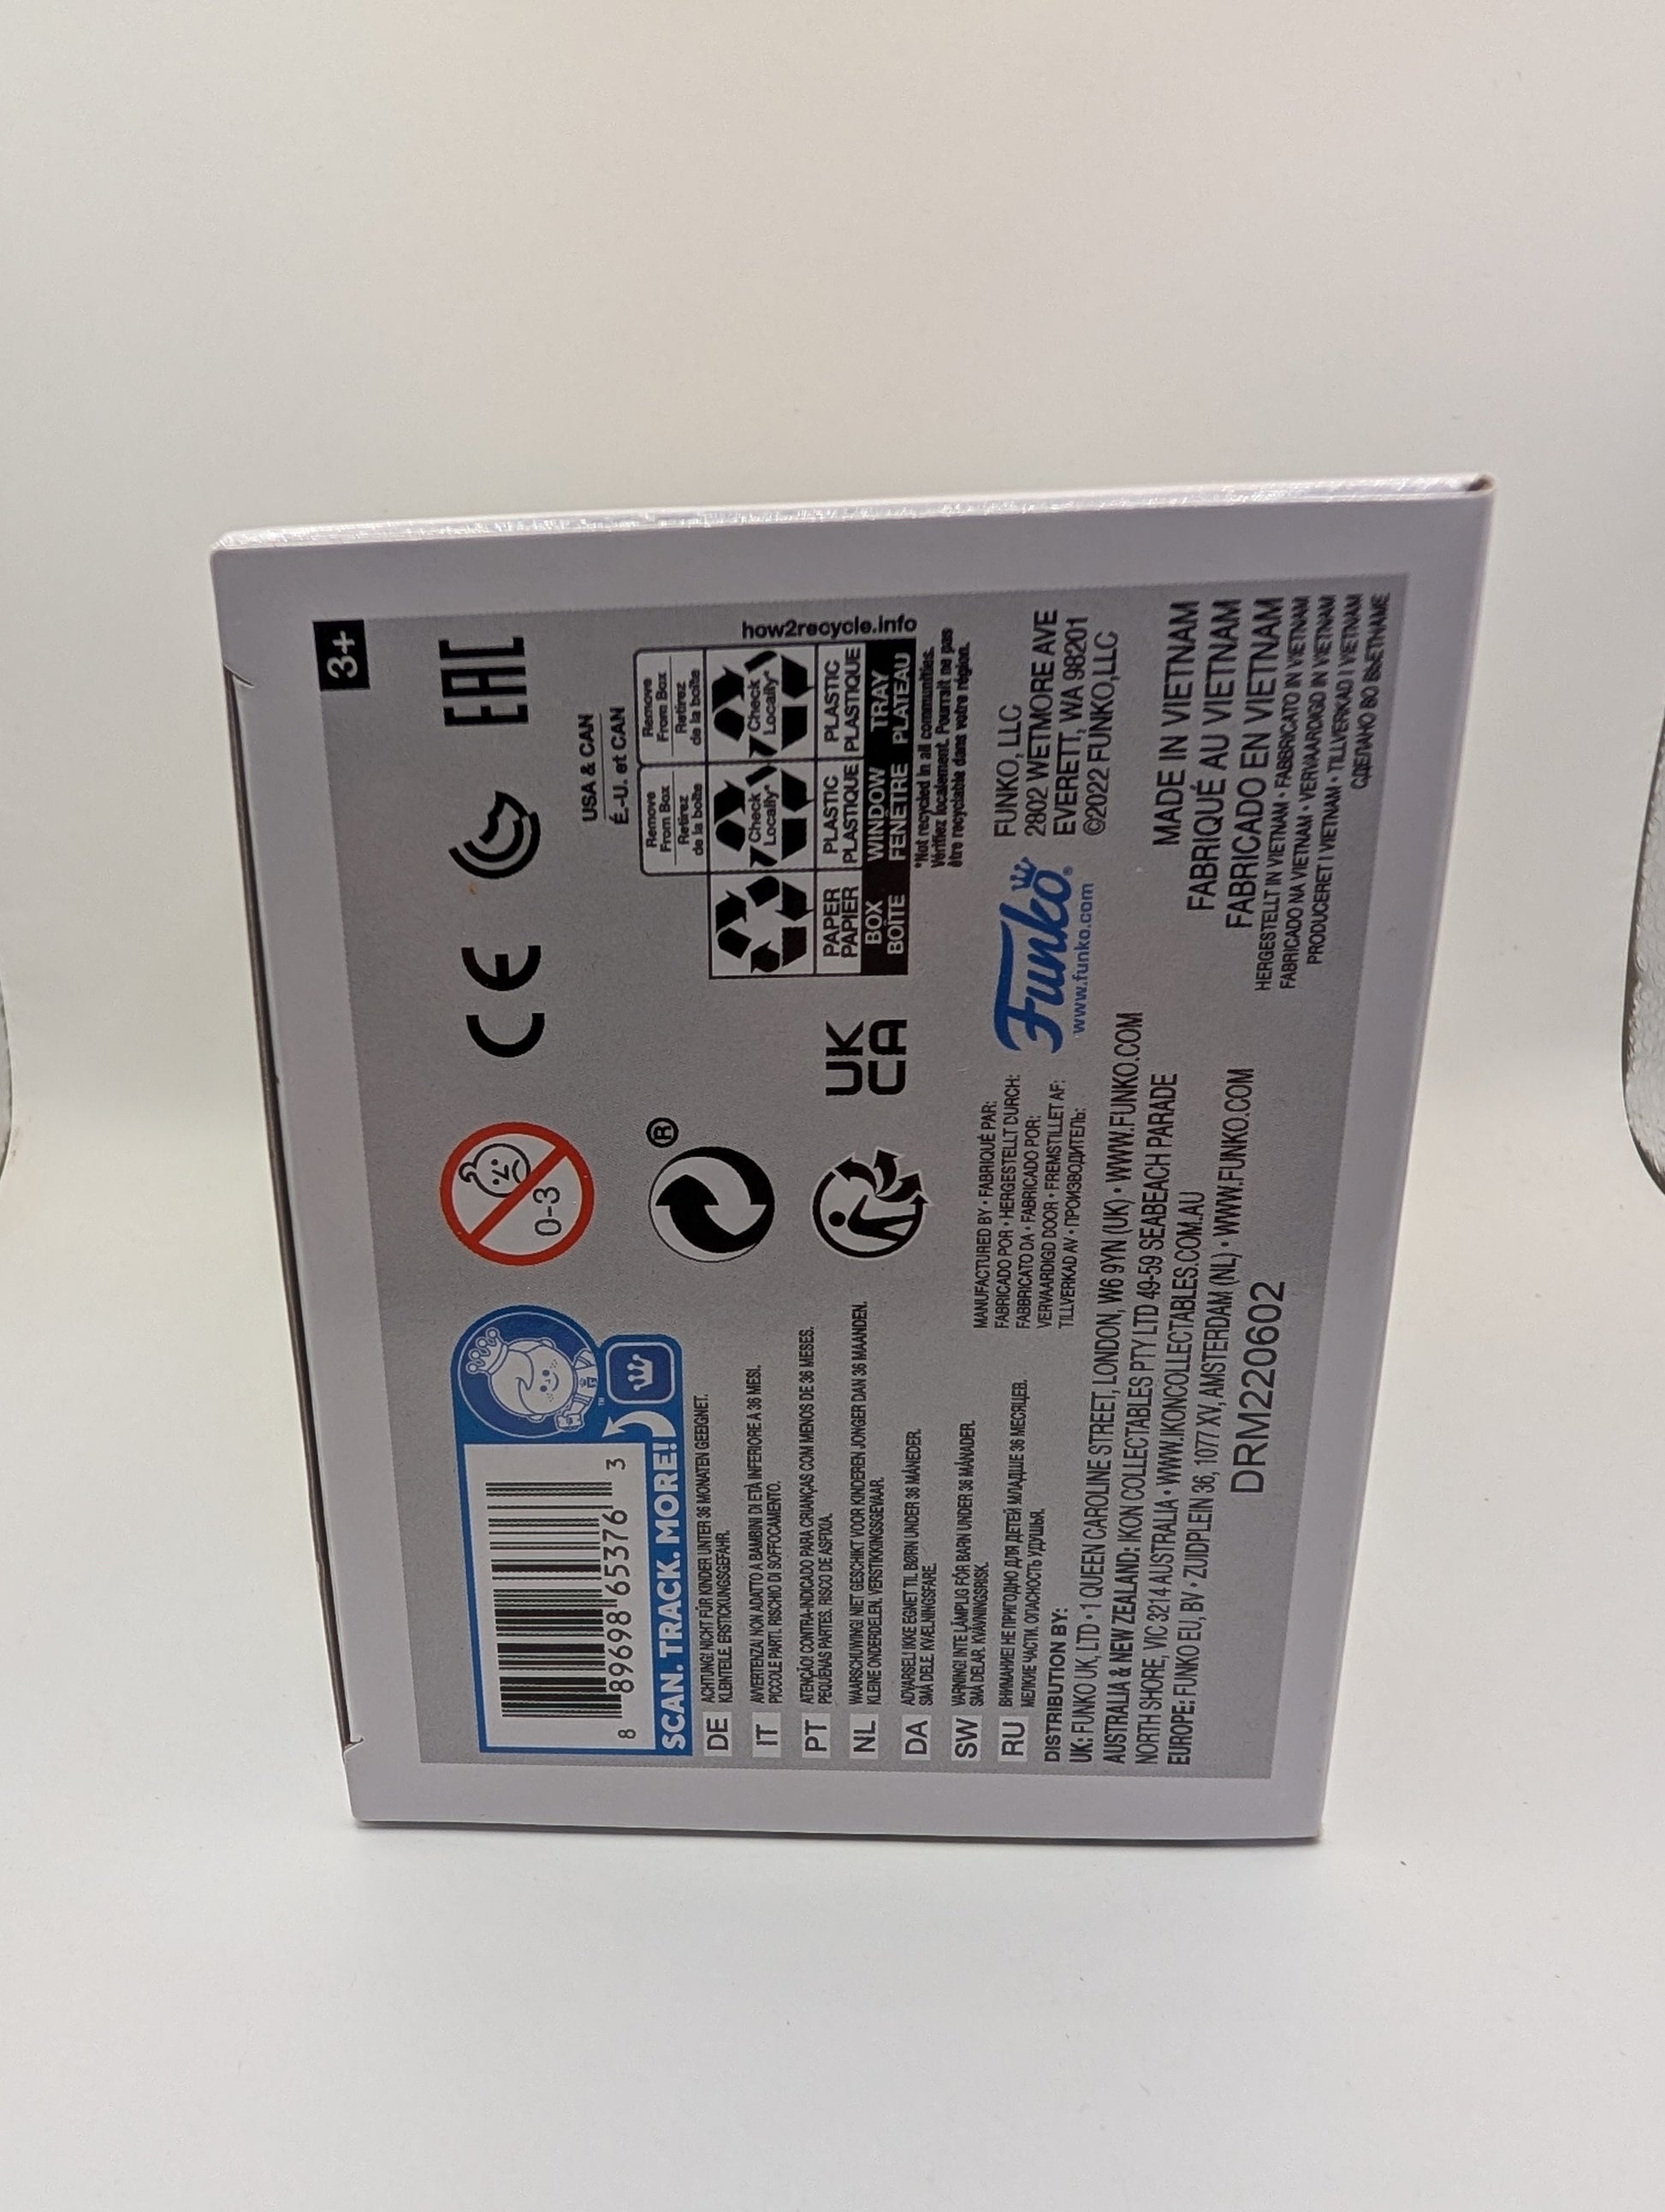 3+
8 89698 65376 3
SCAN. TRACK. MORE!
™
0-3
CE
EAC
®
UK
CA
USA & CAN
É.-U. et CAN
Remove
From Box
Retirez
de la boîte
Remove
From Box
Retirez
de la boîte
Check
Locally*
Check
Locally*
PAPER
PAPIER
PLASTIC
PLASTIQUE
PLASTIC
PLASTIQUE
BOX
BOÎTE
WINDOW
FENÊTRE
TRAY
PLATEAU
how2recycle.info
*Not recycled in all communities.
Vérifiez localement. Pourrait ne pas
être recyclable dans votre région.
DE ACHTUNG! NICHT FÜR KINDER UNTER 36 MONATEN GEEIGNET.
KLEINTEILE. ERSTICKUNGSGEFAHR.
IT AVVERTENZA! NON ADATTO A BAMBINI DI ETÀ INFERIORE A 36 MESI.
PICCOLE PARTI. RISCHIO DI SOFFOCAMENTO.
PT ATENÇÃO! CONTRA-INDICADO PARA CRIANÇAS COM MENOS DE 36 MESES.
PEQUENAS PARTES. RISCO DE ASFIXIA.
NL WAARSCHUWING! NIET GESCHIKT VOOR KINDEREN JONGER DAN 36 MAANDEN.
KLEINE ONDERDELEN. VERSTIKKINGSGEVAAR.
DA ADVARSEL! IKKE EGNET TIL BØRN UNDER 36 MÅNEDER.
SMÅ DELE. KVÆLNINGSFARE.
SW VARNING! INTE LÄMPLIG FÖR BARN UNDER 36 MÅNADER.
SMÅ DELAR. KVÄVNINGSRISK.
RU ВНИМАНИЕ! НЕ ПРИГОДНО ДЛЯ ДЕТЕЙ МЛАДШЕ 36 МЕСЯЦЕВ.
МЕЛКИЕ ЧАСТИ. ОПАСНОСТЬ УДУШЬЯ.
MANUFACTURED BY • FABRIQUÉ PAR:
FABRICADO POR • HERGESTELLT DURCH:
FABBRICATO DA • FABRICADO POR:
VERVAARDIGD DOOR • FREMSTILLET AF:
TILLVERKAD AV • ПРОИЗВОДИТЕЛЬ:
Funko®
www.funko.com
FUNKO, LLC
2802 WETMORE AVE
EVERETT, WA 98201
©2022 FUNKO,LLC
DISTRIBUTION BY:
UK: FUNKO UK, LTD • 1 QUEEN CAROLINE STREET, LONDON, W6 9YN (UK) • WWW.FUNKO.COM
AUSTRALIA & NEW ZEALAND: IKON COLLECTABLES PTY LTD 49-59 SEABEACH PARADE
NORTH SHORE, VIC 3214 AUSTRALIA • WWW.IKONCOLLECTABLES.COM.AU
EUROPE: FUNKO EU, BV • ZUIDPLEIN 36, 1077 XV, AMSTERDAM (NL) • WWW.FUNKO.COM
DRM220602
MADE IN VIETNAM
FABRIQUÉ AU VIETNAM
FABRICADO EN VIETNAM
HERGESTELLT IN VIETNAM • FABBRICATO IN VIETNAM
FABRICADO NA VIETNAM • VERVAARDIGD IN VIETNAM
PRODUCERET I VIETNAM • TILLVERKAD I VIETNAM
СДЕЛАНО ВО ВЬЕТНАМЕ